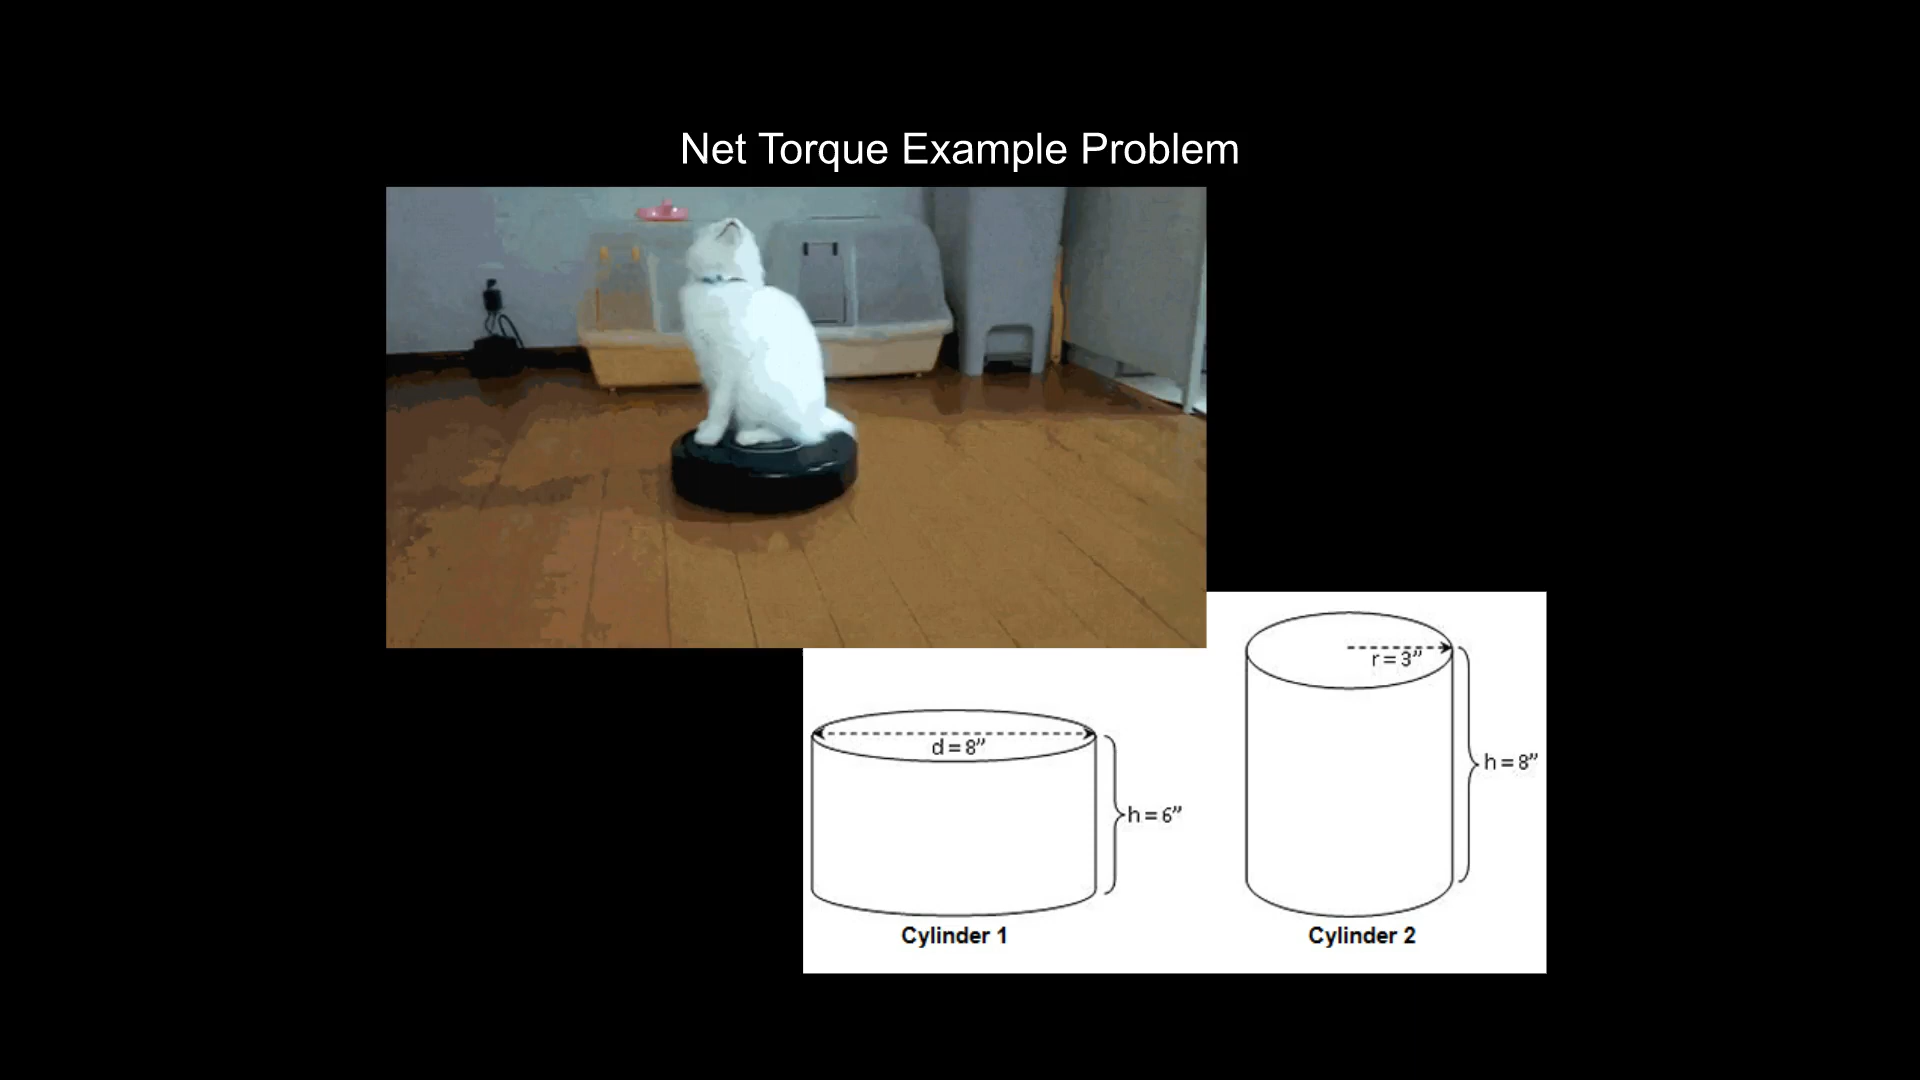 Net Torque Example Problem
r = 3”
d = 8”
h = 8”
h = 6”
Cylinder 1
Cylinder 2